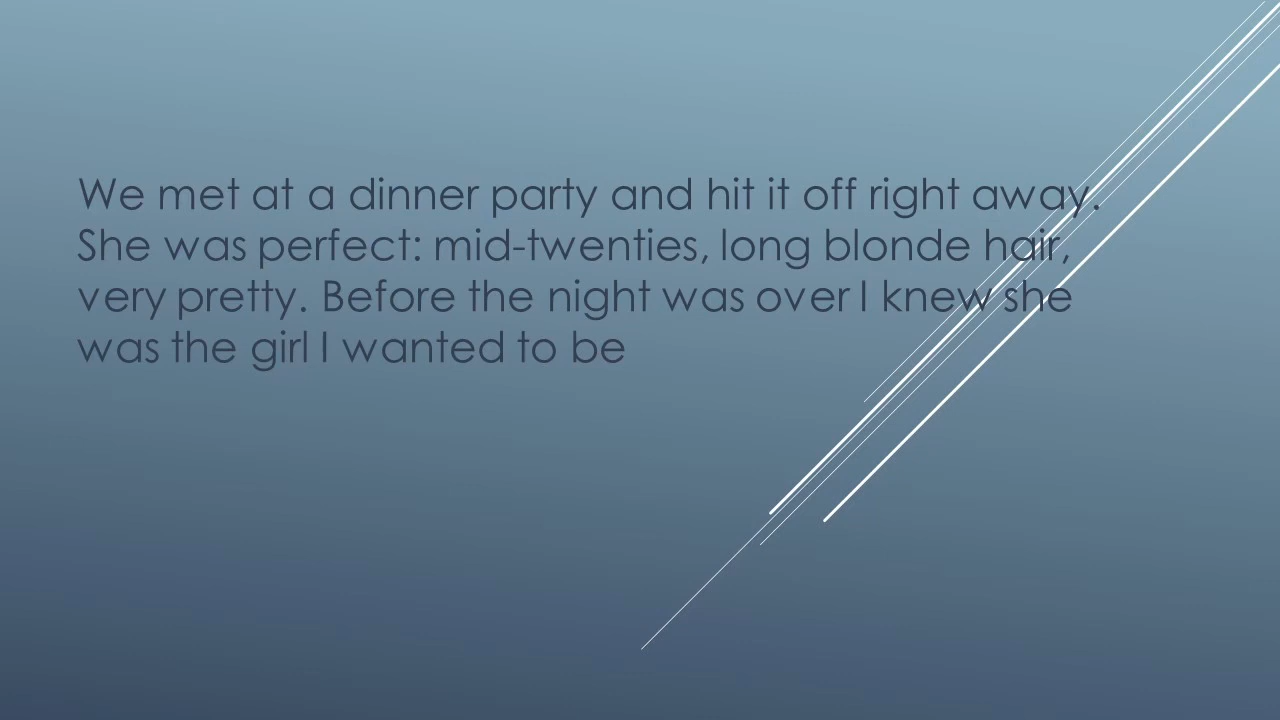 We met at a dinner party and hit it off right away.
She was perfect: mid-twenties, long blonde hair,
very pretty. Before the night was over I knew she
was the girl I wanted to be